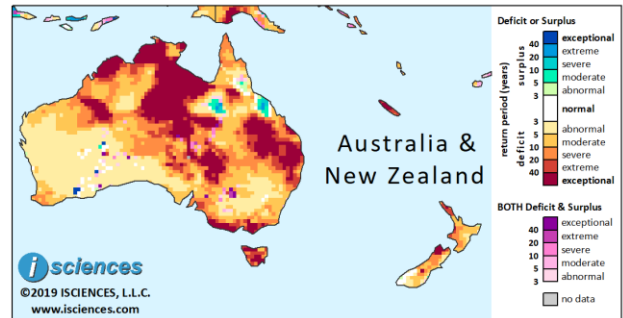 Australia &
New Zealand
i sciences
©2019 ISCIENCES, L.L.C.
www.isciences.com
Deficit or Surplus
return period (years)
surplus
exceptional
40
extreme
20
severe
10
moderate
5
abnormal
3
normal
deficit
3
abnormal
5
moderate
10
severe
20
extreme
40
exceptional
BOTH Deficit & Surplus
exceptional
40
extreme
20
severe
10
moderate
5
abnormal
3
no data